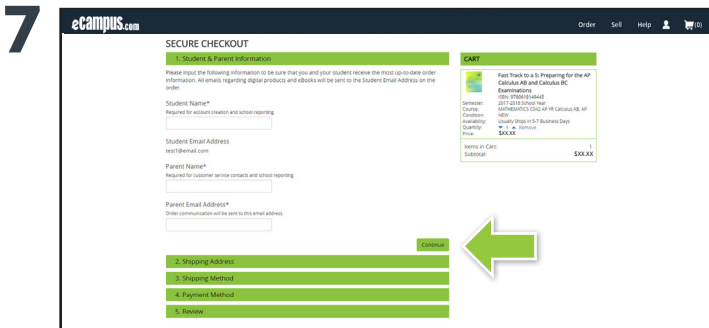 7
eCAMPUS.com
Order Sell Help (0)
SECURE CHECKOUT
1. Student & Parent Information
Please input the following information to be sure that you and your student receive the most up-to-date order
information. All emails regarding digital products and eBooks will be sent to the Student Email Address on the
order.
Student Name*
Required for account creation and school reporting.
Student Email Address
test1@email.com
Parent Name*
Required for customer service contacts and school reporting.
Parent Email Address*
Order communication will be sent to this email address.
Continue
2. Shipping Address
3. Shipping Method
4. Payment Method
5. Review
CART
Fast Track to a 5: Preparing for the AP
Calculus AB and Calculus BC
Examinations
ISBN: 9780618149445
Semester: 2017-2018 School Year
Course: MATHEMATICS CG42 AP YR Calculus AB, AP
Condition: NEW
Availability: Usually Ships in 5-7 Business Days
Quantity: ▼ 1 ▲ Remove
Price: $XX.XX
Items in Cart: 1
Subtotal: $XX.XX